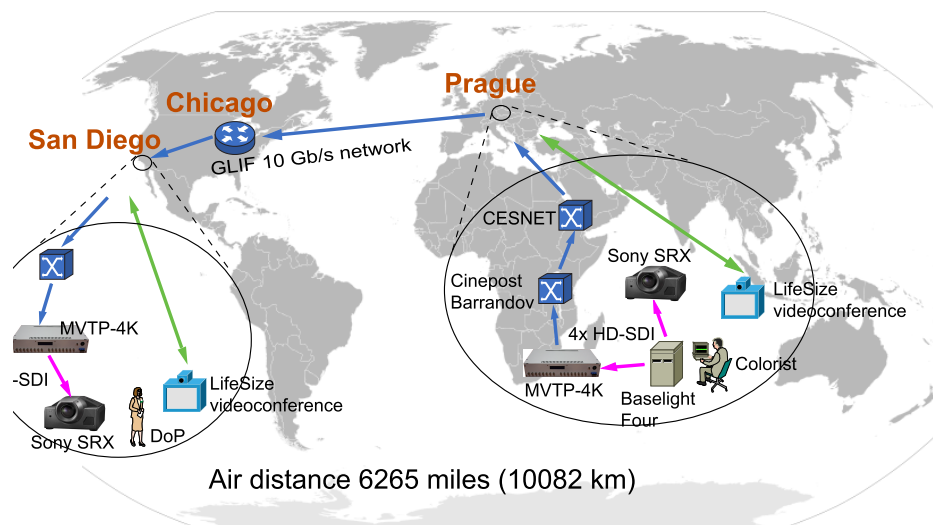 Prague
Chicago
San Diego
GLIF 10 Gb/s network
CESNET
Sony SRX
Cinepost
Barrandov
LifeSize
videoconference
4x HD-SDI
MVTP-4K
Colorist
MVTP-4K
Baselight
Four
-SDI
LifeSize
videoconference
Sony SRX
DoP
Air distance 6265 miles (10082 km)